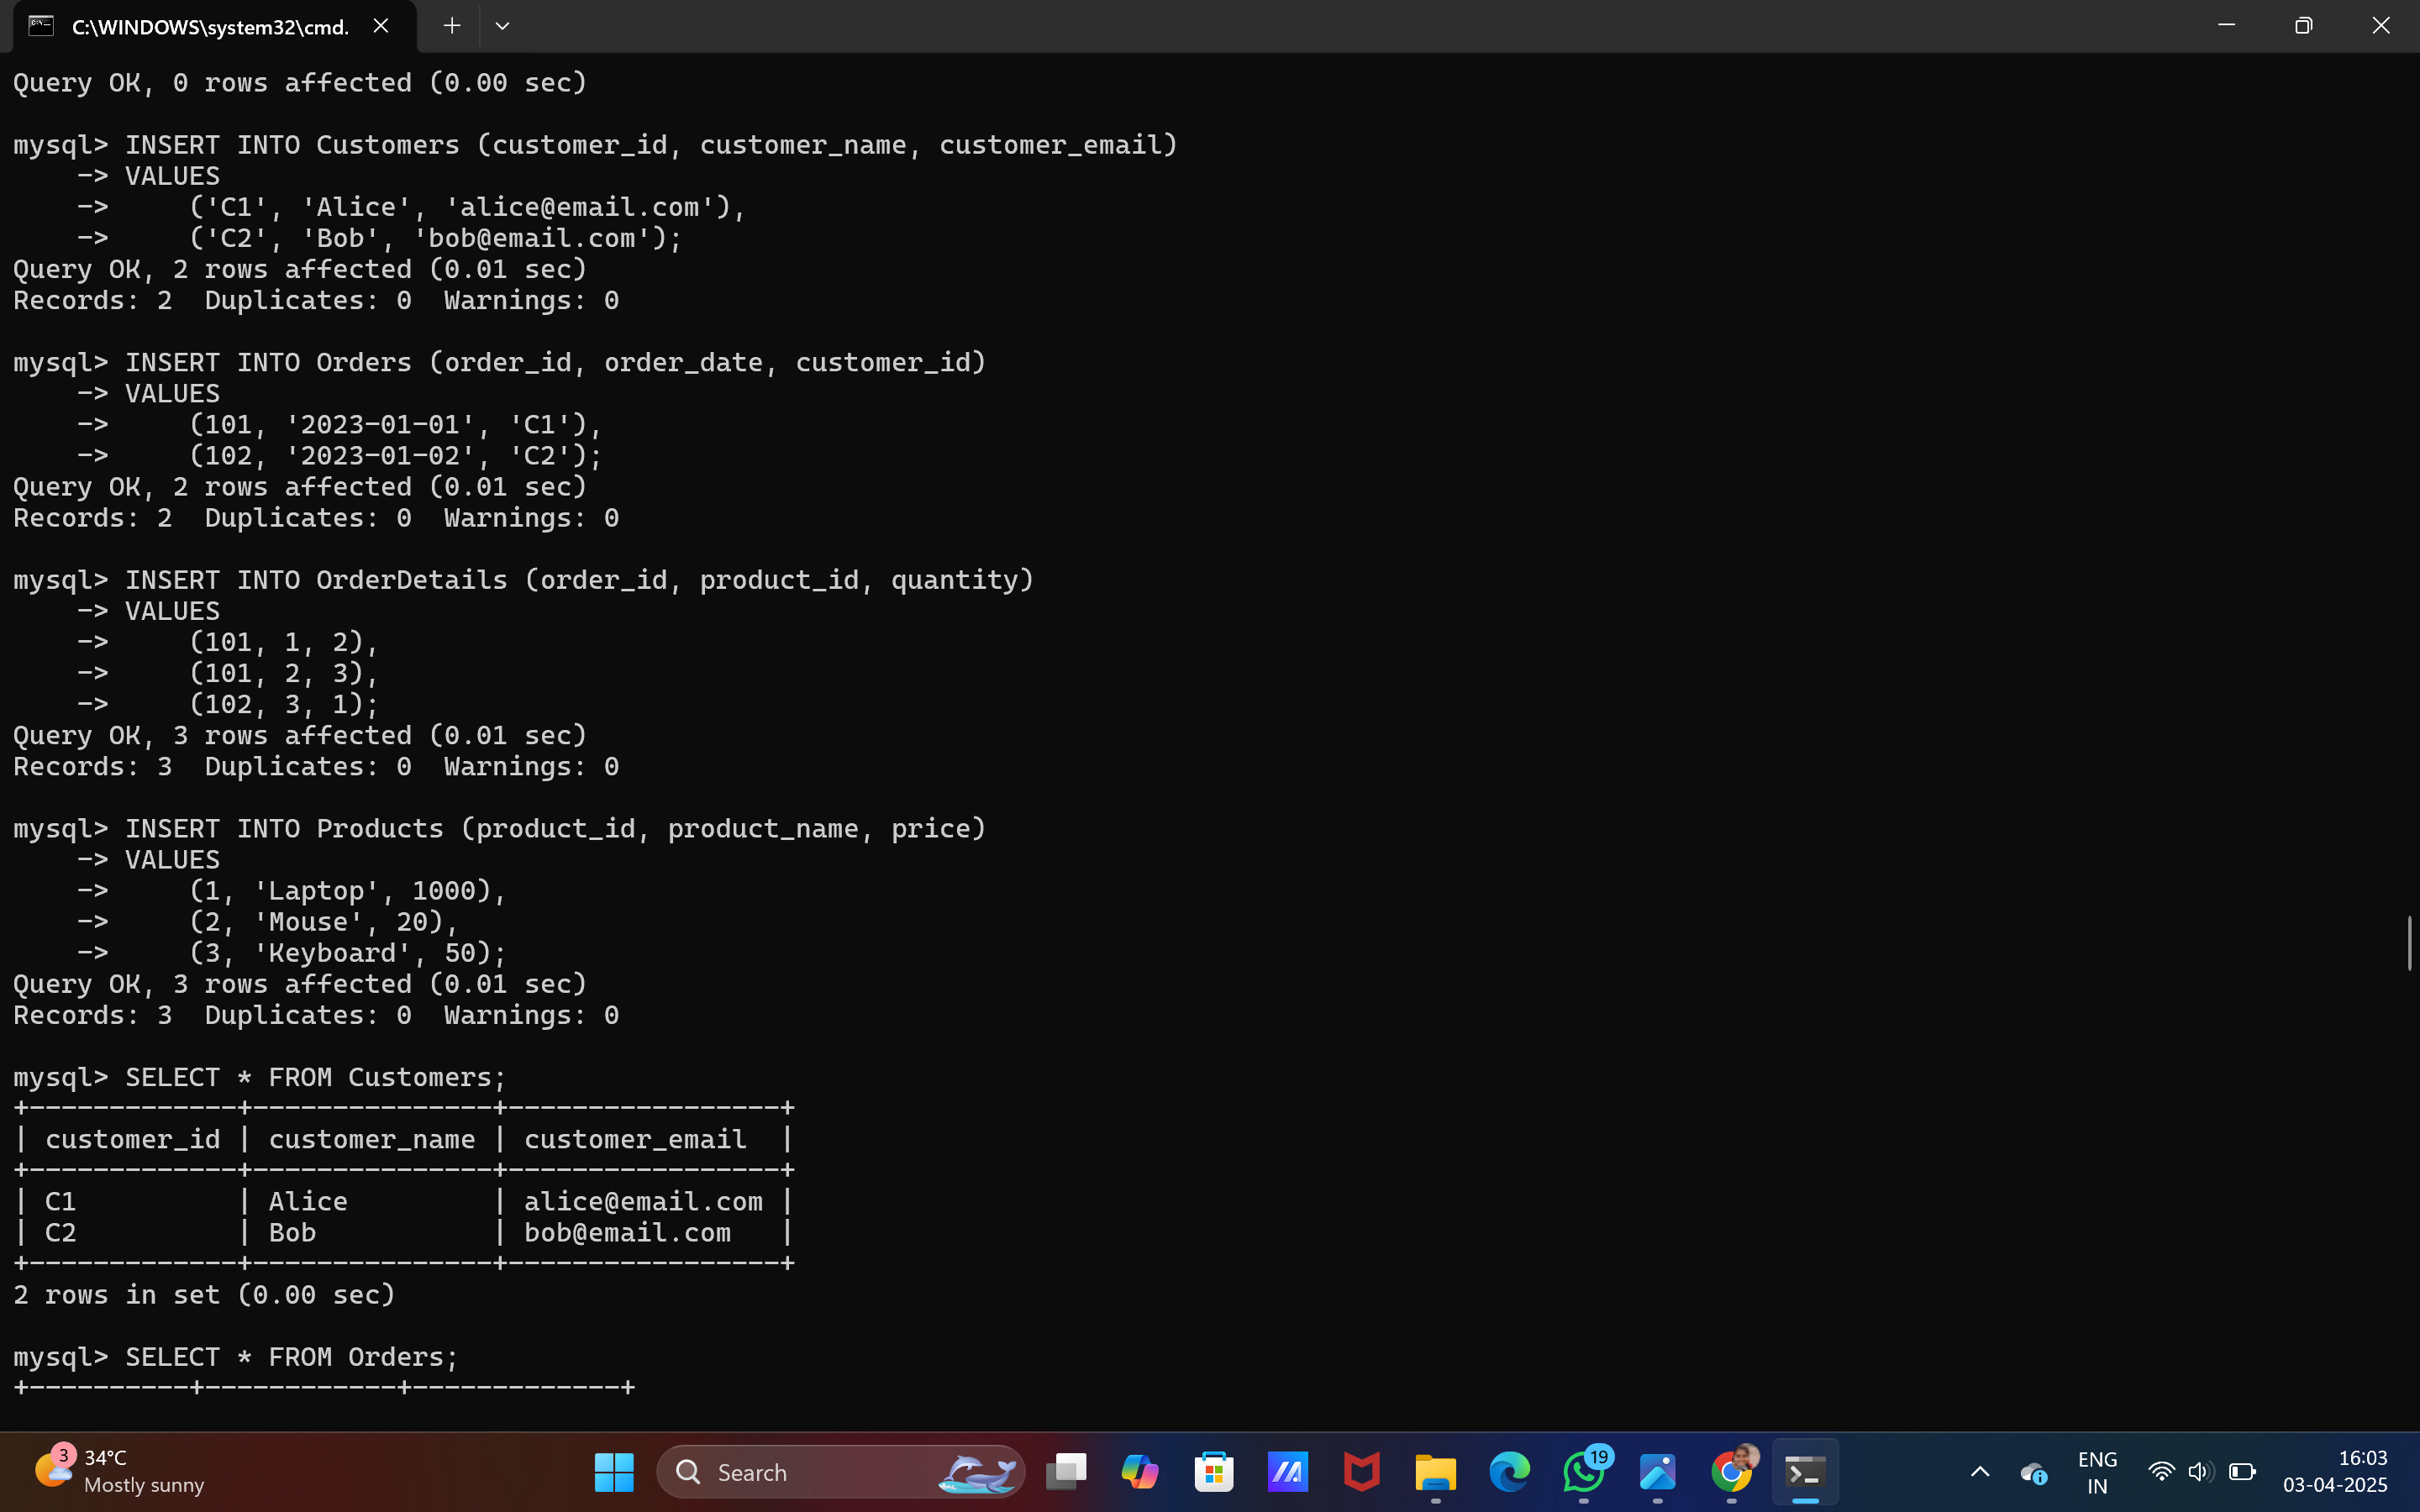 C:\WINDOWS\system32\cmd.
Query OK, 0 rows affected (0.00 sec)
mysql> INSERT INTO Customers (customer_id, customer_name, customer_email)
    -> VALUES
    ->     ('C1', 'Alice', 'alice@email.com'),
    ->     ('C2', 'Bob', 'bob@email.com');
Query OK, 2 rows affected (0.01 sec)
Records: 2  Duplicates: 0  Warnings: 0
mysql> INSERT INTO Orders (order_id, order_date, customer_id)
    -> VALUES
    ->     (101, '2023-01-01', 'C1'),
    ->     (102, '2023-01-02', 'C2');
Query OK, 2 rows affected (0.01 sec)
Records: 2  Duplicates: 0  Warnings: 0
mysql> INSERT INTO OrderDetails (order_id, product_id, quantity)
    -> VALUES
    ->     (101, 1, 2),
    ->     (101, 2, 3),
    ->     (102, 3, 1);
Query OK, 3 rows affected (0.01 sec)
Records: 3  Duplicates: 0  Warnings: 0
mysql> INSERT INTO Products (product_id, product_name, price)
    -> VALUES
    ->     (1, 'Laptop', 1000),
    ->     (2, 'Mouse', 20),
    ->     (3, 'Keyboard', 50);
Query OK, 3 rows affected (0.01 sec)
Records: 3  Duplicates: 0  Warnings: 0
mysql> SELECT * FROM Customers;
+-------------+---------------+-----------------+
| customer_id | customer_name | customer_email  |
+-------------+---------------+-----------------+
| C1          | Alice         | alice@email.com |
| C2          | Bob           | bob@email.com   |
+-------------+---------------+-----------------+
2 rows in set (0.00 sec)
mysql> SELECT * FROM Orders;
+----------+------------+-------------+
3
34°C
Mostly sunny
Search
19
ENG
IN
16:03
03-04-2025